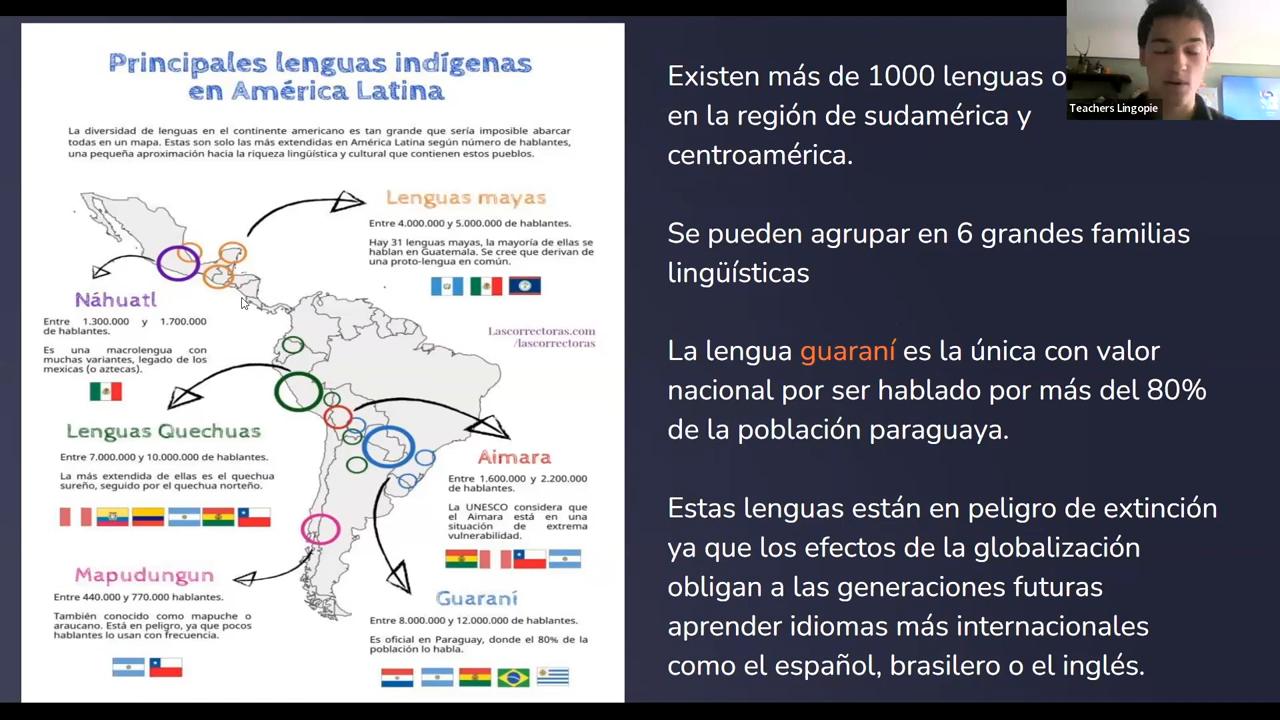 Principales lenguas indígenas
en América Latina
La diversidad de lenguas en el continente americano es tan grande que sería imposible abarcar
todas en un mapa. Estas son solo las más extendidas en América Latina según número de hablantes,
una pequeña aproximación hacia la riqueza lingüística y cultural que contienen estos pueblos.
Lenguas mayas
Entre 4.000.000 y 5.000.000 de hablantes.
Hay 31 lenguas mayas, la mayoría de ellas se
hablan en Guatemala. Se cree que derivan de
una proto-lengua en común.
Náhuatl
Entre 1.300.000 y 1.700.000
de hablantes.
Es una macrolengua con
muchas variantes, legado de los
mexicas (o aztecas).
Lascorrectoras.com
/lascorrectoras
Lenguas Quechuas
Entre 7.000.000 y 10.000.000 de hablantes.
La más extendida de ellas es el quechua
sureño, seguido por el quechua norteño.
Aimara
Entre 1.600.000 y 2.200.000
de hablantes.
La UNESCO considera que
el Aimara está en una
situación de extrema
vulnerabilidad.
Mapudungun
Entre 440.000 y 770.000 hablantes.
También conocido como mapuche o
araucano. Está en peligro, ya que pocos
hablantes lo usan con frecuencia.
Guaraní
Entre 8.000.000 y 12.000.000 de hablantes.
Es oficial en Paraguay, donde el 80% de la
población lo habla.
Existen más de 1000 lenguas
en la región de sudamérica y
centroamérica.
Se pueden agrupar en 6 grandes familias
lingüísticas
La lengua guaraní es la única con valor
nacional por ser hablado por más del 80%
de la población paraguaya.
Estas lenguas están en peligro de extinción
ya que los efectos de la globalización
obligan a las generaciones futuras
aprender idiomas más internacionales
como el español, brasilero o el inglés.
Teachers Lingopie